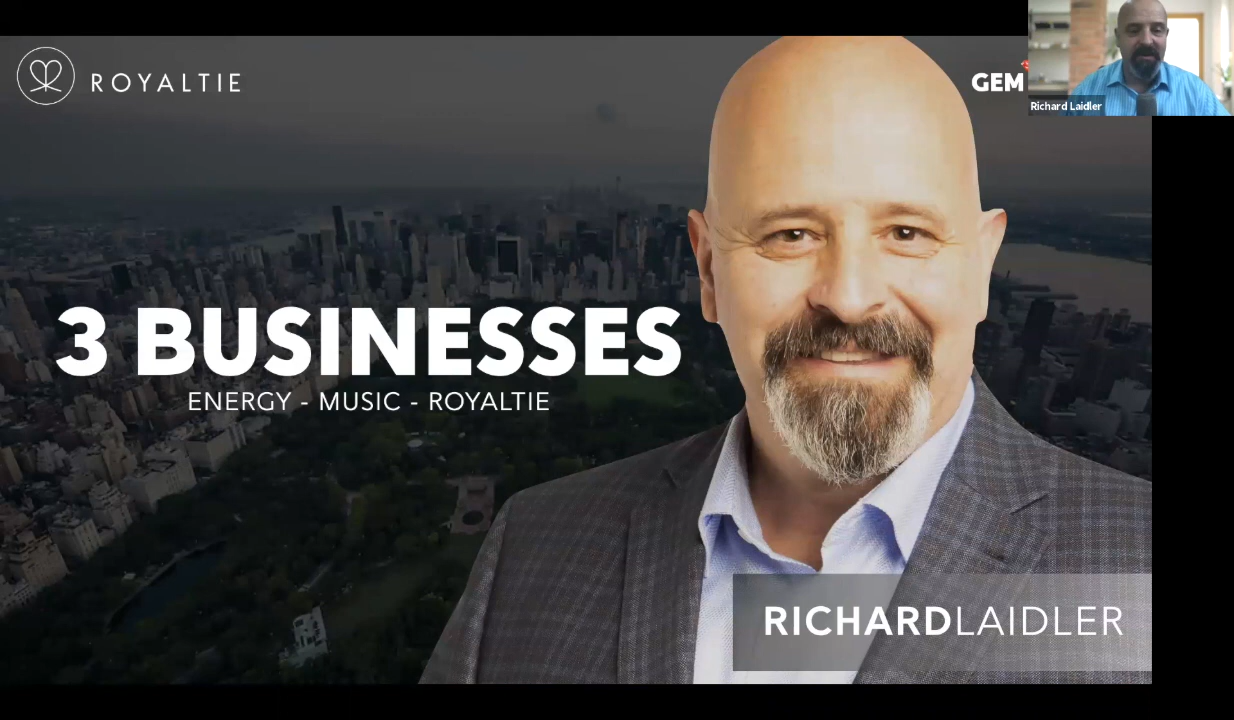 ROYALTIE
GEM
Richard Laidler
3 BUSINESSES
ENERGY - MUSIC - ROYALTIE
RICHARDLAIDLER